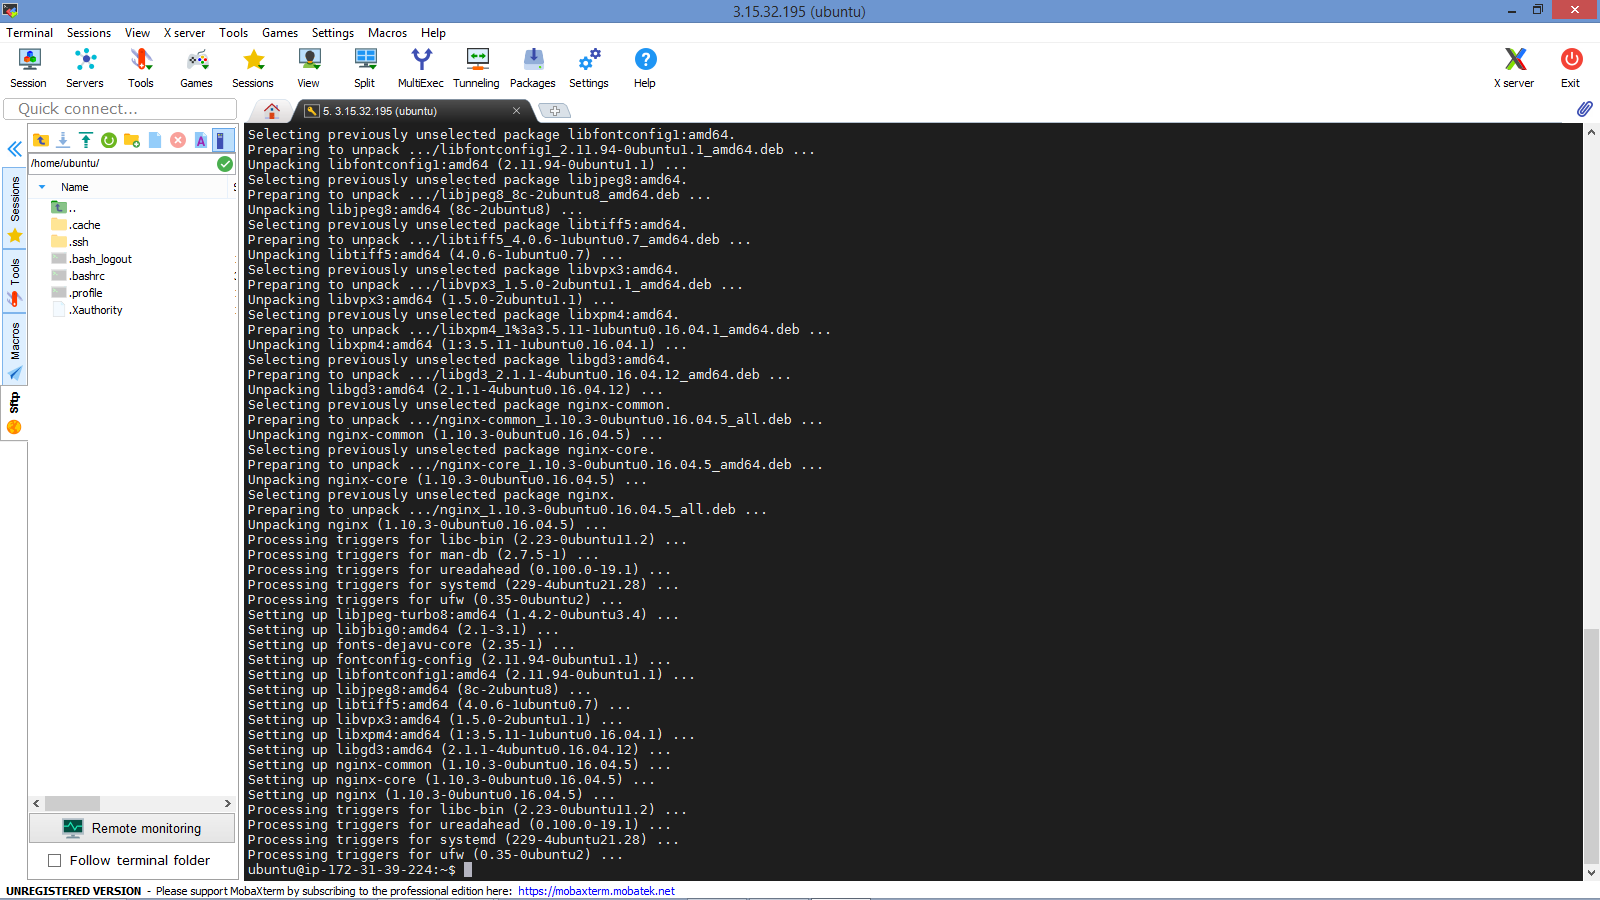 3.15.32.195 (ubuntu)
Terminal Sessions View X server Tools Games Settings Macros Help
Session Servers Tools Games Sessions View Split MultiExec Tunneling Packages Settings Help X server Exit
Quick connect...
5. 3.15.32.195 (ubuntu)
/home/ubuntu/
Name
..
.cache
.ssh
.bash_logout
.bashrc
.profile
.Xauthority
Sessions
Tools
Macros
Sftp
Remote monitoring
Follow terminal folder
Selecting previously unselected package libfontconfig1:amd64.
Preparing to unpack .../libfontconfig1_2.11.94-0ubuntu1.1_amd64.deb ...
Unpacking libfontconfig1:amd64 (2.11.94-0ubuntu1.1) ...
Selecting previously unselected package libjpeg8:amd64.
Preparing to unpack .../libjpeg8_8c-2ubuntu8_amd64.deb ...
Unpacking libjpeg8:amd64 (8c-2ubuntu8) ...
Selecting previously unselected package libtiff5:amd64.
Preparing to unpack .../libtiff5_4.0.6-1ubuntu0.7_amd64.deb ...
Unpacking libtiff5:amd64 (4.0.6-1ubuntu0.7) ...
Selecting previously unselected package libvpx3:amd64.
Preparing to unpack .../libvpx3_1.5.0-2ubuntu1.1_amd64.deb ...
Unpacking libvpx3:amd64 (1.5.0-2ubuntu1.1) ...
Selecting previously unselected package libxpm4:amd64.
Preparing to unpack .../libxpm4_1%3a3.5.11-1ubuntu0.16.04.1_amd64.deb ...
Unpacking libxpm4:amd64 (1:3.5.11-1ubuntu0.16.04.1) ...
Selecting previously unselected package libgd3:amd64.
Preparing to unpack .../libgd3_2.1.1-4ubuntu0.16.04.12_amd64.deb ...
Unpacking libgd3:amd64 (2.1.1-4ubuntu0.16.04.12) ...
Selecting previously unselected package nginx-common.
Preparing to unpack .../nginx-common_1.10.3-0ubuntu0.16.04.5_all.deb ...
Unpacking nginx-common (1.10.3-0ubuntu0.16.04.5) ...
Selecting previously unselected package nginx-core.
Preparing to unpack .../nginx-core_1.10.3-0ubuntu0.16.04.5_amd64.deb ...
Unpacking nginx-core (1.10.3-0ubuntu0.16.04.5) ...
Selecting previously unselected package nginx.
Preparing to unpack .../nginx_1.10.3-0ubuntu0.16.04.5_all.deb ...
Unpacking nginx (1.10.3-0ubuntu0.16.04.5) ...
Processing triggers for libc-bin (2.23-0ubuntu11.2) ...
Processing triggers for man-db (2.7.5-1) ...
Processing triggers for ureadahead (0.100.0-19.1) ...
Processing triggers for systemd (229-4ubuntu21.28) ...
Processing triggers for ufw (0.35-0ubuntu2) ...
Setting up libjpeg-turbo8:amd64 (1.4.2-0ubuntu3.4) ...
Setting up libjbig0:amd64 (2.1-3.1) ...
Setting up fonts-dejavu-core (2.35-1) ...
Setting up fontconfig-config (2.11.94-0ubuntu1.1) ...
Setting up libfontconfig1:amd64 (2.11.94-0ubuntu1.1) ...
Setting up libjpeg8:amd64 (8c-2ubuntu8) ...
Setting up libtiff5:amd64 (4.0.6-1ubuntu0.7) ...
Setting up libvpx3:amd64 (1.5.0-2ubuntu1.1) ...
Setting up libxpm4:amd64 (1:3.5.11-1ubuntu0.16.04.1) ...
Setting up libgd3:amd64 (2.1.1-4ubuntu0.16.04.12) ...
Setting up nginx-common (1.10.3-0ubuntu0.16.04.5) ...
Setting up nginx-core (1.10.3-0ubuntu0.16.04.5) ...
Setting up nginx (1.10.3-0ubuntu0.16.04.5) ...
Processing triggers for libc-bin (2.23-0ubuntu11.2) ...
Processing triggers for ureadahead (0.100.0-19.1) ...
Processing triggers for systemd (229-4ubuntu21.28) ...
Processing triggers for ufw (0.35-0ubuntu2) ...
ubuntu@ip-172-31-39-224:~$
UNREGISTERED VERSION - Please support MobaXterm by subscribing to the professional edition here: https://mobaxterm.mobatek.net